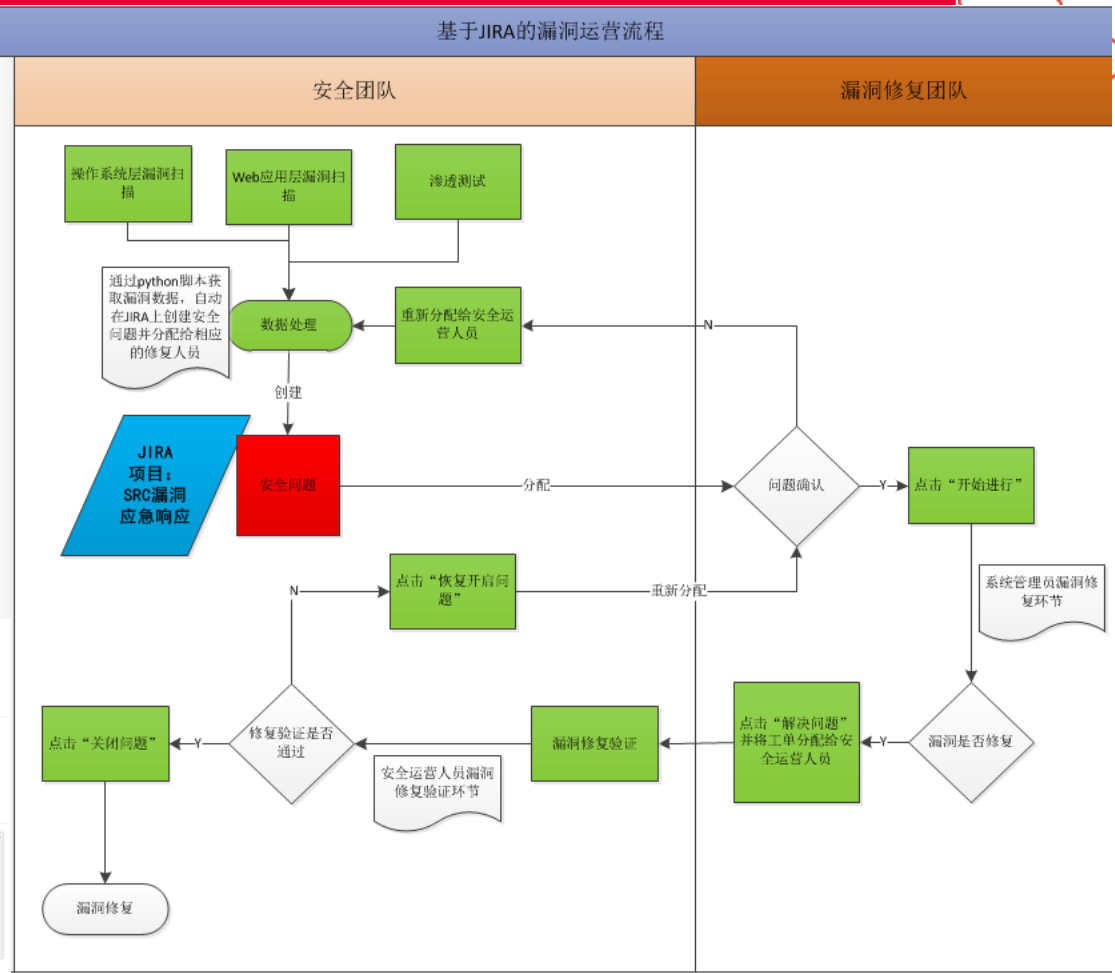 基于JIRA的漏洞运营流程
安全团队
漏洞修复团队
操作系统层漏洞扫
描
Web应用层漏洞扫
描
渗透测试
通过python脚本获
取漏洞数据，自动
在JIRA上创建安全
问题并分配给相应
的修复人员
数据处理
重新分配给安全运
营人员
N
创建
JIRA
项目：
SRC漏洞
应急响应
安全问题
分配
问题确认
Y
点击“开始进行”
N
点击“恢复开启问
题”
重新分配
系统管理员漏洞修
复环节
点击“关闭问题”
Y
修复验证是否
通过
安全运营人员漏洞
修复验证环节
漏洞修复验证
点击“解决问题”
并将工单分配给安
全运营人员
Y
漏洞是否修复
漏洞修复